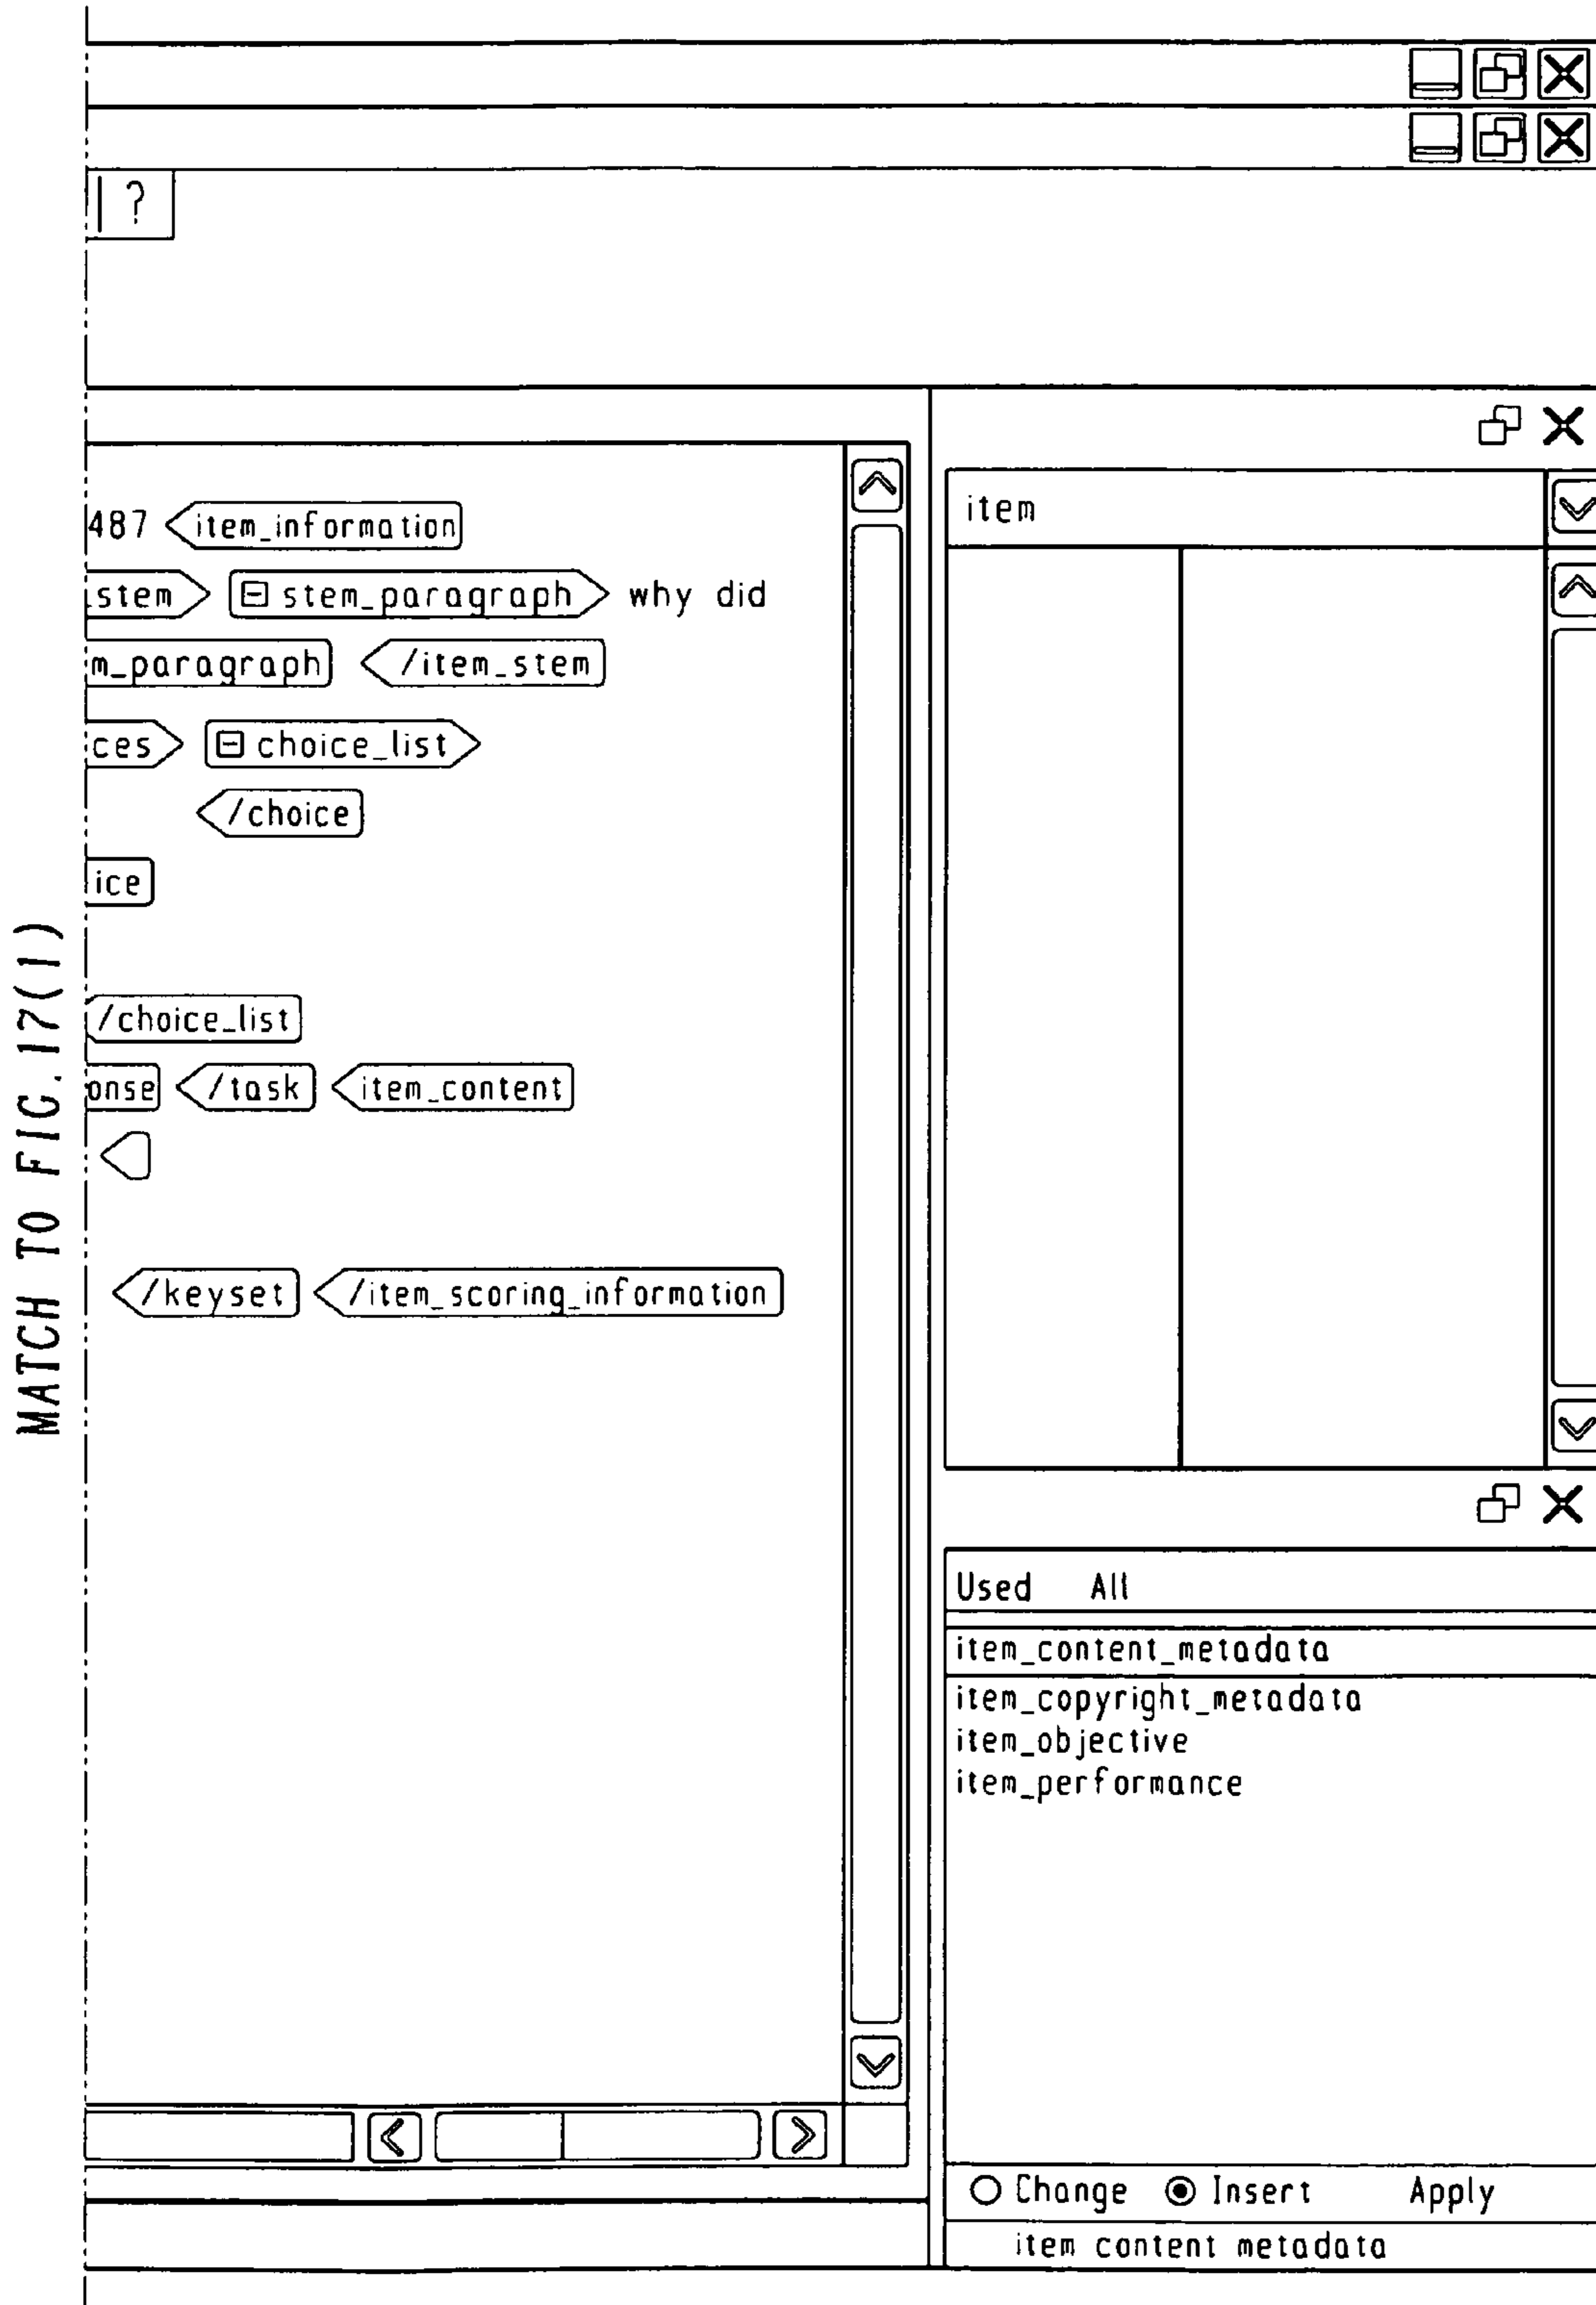 MATCH TO FIG.17(1)
?
487 item_information
stem stem_paragraph why did
m_paragraph /item_stem
ces choice_list
/choice
ice
/choice_list
onse /task item_content
/keyset /item_scoring_information
item
Used All
item_content_metadata
item_copyright_metadata
item_objective
item_performance
Change Insert Apply
item content metadata